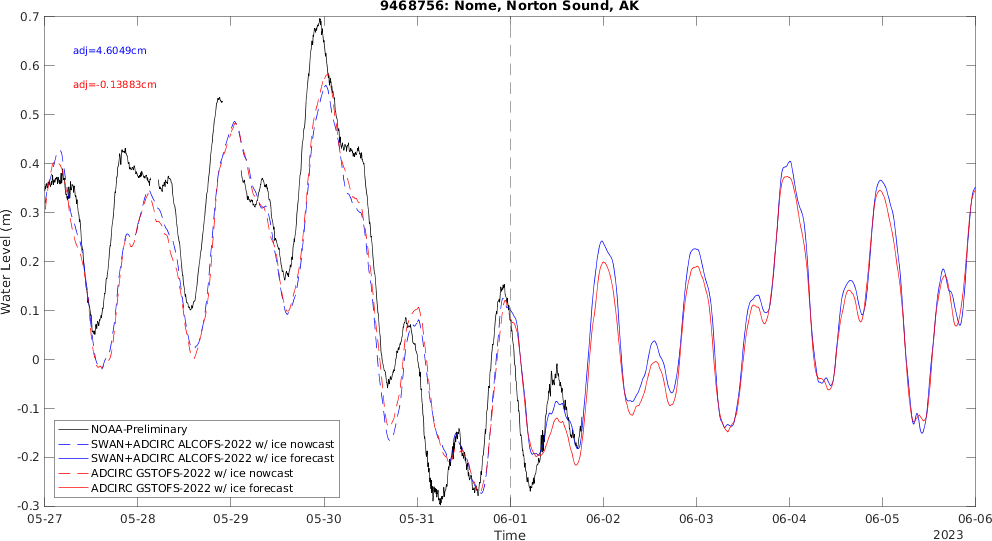 9468756: Nome, Norton Sound, AK
adj=4.6049cm
adj=-0.13883cm
Water Level (m)
0.7
0.6
0.5
0.4
0.3
0.2
0.1
0
-0.1
-0.2
-0.3
NOAA-Preliminary
SWAN+ADCIRC ALCOFS-2022 w/ ice nowcast
SWAN+ADCIRC ALCOFS-2022 w/ ice forecast
ADCIRC GSTOFS-2022 w/ ice nowcast
ADCIRC GSTOFS-2022 w/ ice forecast
05-27 05-28 05-29 05-30 05-31 06-01 06-02 06-03 06-04 06-05 06-06
Time
2023